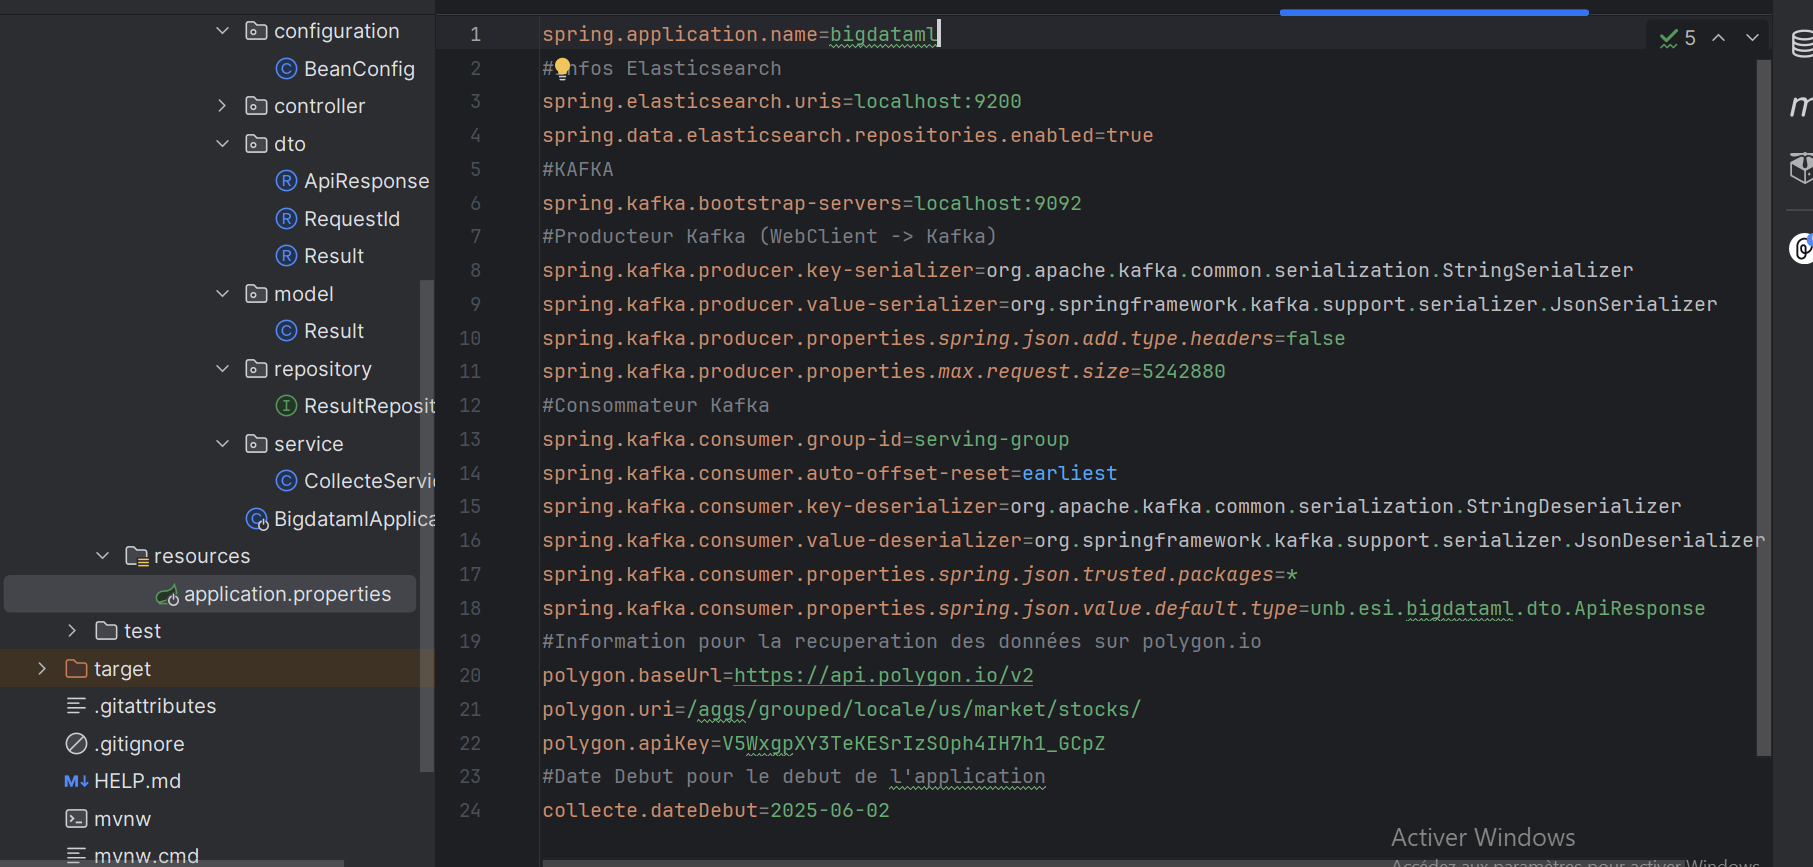 configuration
BeanConfig
controller
dto
ApiResponse
RequestId
Result
model
Result
repository
ResultReposit
service
CollecteServic
BigdatamlApplica
resources
application.properties
test
target
.gitattributes
.gitignore
HELP.md
mvnw
mvnw.cmd
1 spring.application.name=bigdataml
2 #Infos Elasticsearch
3 spring.elasticsearch.uris=localhost:9200
4 spring.data.elasticsearch.repositories.enabled=true
5 #KAFKA
6 spring.kafka.bootstrap-servers=localhost:9092
7 #Producteur Kafka (WebClient -> Kafka)
8 spring.kafka.producer.key-serializer=org.apache.kafka.common.serialization.StringSerializer
9 spring.kafka.producer.value-serializer=org.springframework.kafka.support.serializer.JsonSerializer
10 spring.kafka.producer.properties.spring.json.add.type.headers=false
11 spring.kafka.producer.properties.max.request.size=5242880
12 #Consommateur Kafka
13 spring.kafka.consumer.group-id=serving-group
14 spring.kafka.consumer.auto-offset-reset=earliest
15 spring.kafka.consumer.key-deserializer=org.apache.kafka.common.serialization.StringDeserializer
16 spring.kafka.consumer.value-deserializer=org.springframework.kafka.support.serializer.JsonDeserializer
17 spring.kafka.consumer.properties.spring.json.trusted.packages=*
18 spring.kafka.consumer.properties.spring.json.value.default.type=unb.esi.bigdataml.dto.ApiResponse
19 #Information pour la recuperation des données sur polygon.io
20 polygon.baseUrl=https://api.polygon.io/v2
21 polygon.uri=/aggs/grouped/locale/us/market/stocks/
22 polygon.apiKey=V5WxgpXY3TeKESrIzSOph4IH7h1_GCpZ
23 #Date Debut pour le debut de l'application
24 collecte.dateDebut=2025-06-02
5
Activer Windows
Accédez aux paramètres pour activer Windows.